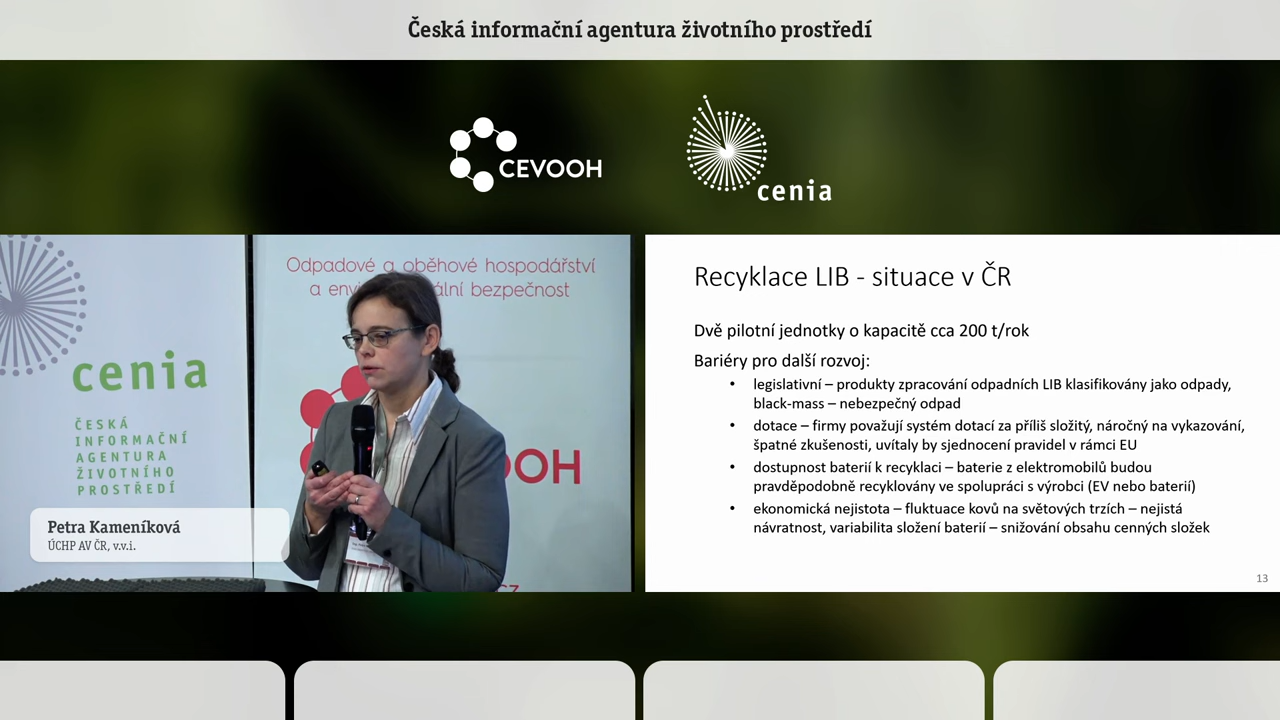 Česká informační agentura životního prostředí
CEVOOH
cenia
Odpadové a oběhové hospodářství
cenia
ČESKÁ
INFORMAČNÍ
AGENTURA
ŽIVOTNÍHO
PROSTŘEDÍ
Petra Kameníková
ÚCHP AV ČR, v.v.i.
Recyklace LIB - situace v ČR
Dvě pilotní jednotky o kapacitě cca 200 t/rok
Bariéry pro další rozvoj:
• legislativní – produkty zpracování odpadních LIB klasifikovány jako odpady,
black-mass – nebezpečný odpad
• dotace – firmy považují systém dotací za příliš složitý, náročný na vykazování,
špatné zkušenosti, uvítaly by sjednocení pravidel v rámci EU
• dostupnost baterií k recyklaci – baterie z elektromobilů budou
pravděpodobně recyklovány ve spolupráci s výrobci (EV nebo baterií)
• ekonomická nejistota – fluktuace kovů na světových trzích – nejistá
návratnost, variabilita složení baterií – snižování obsahu cenných složek
13